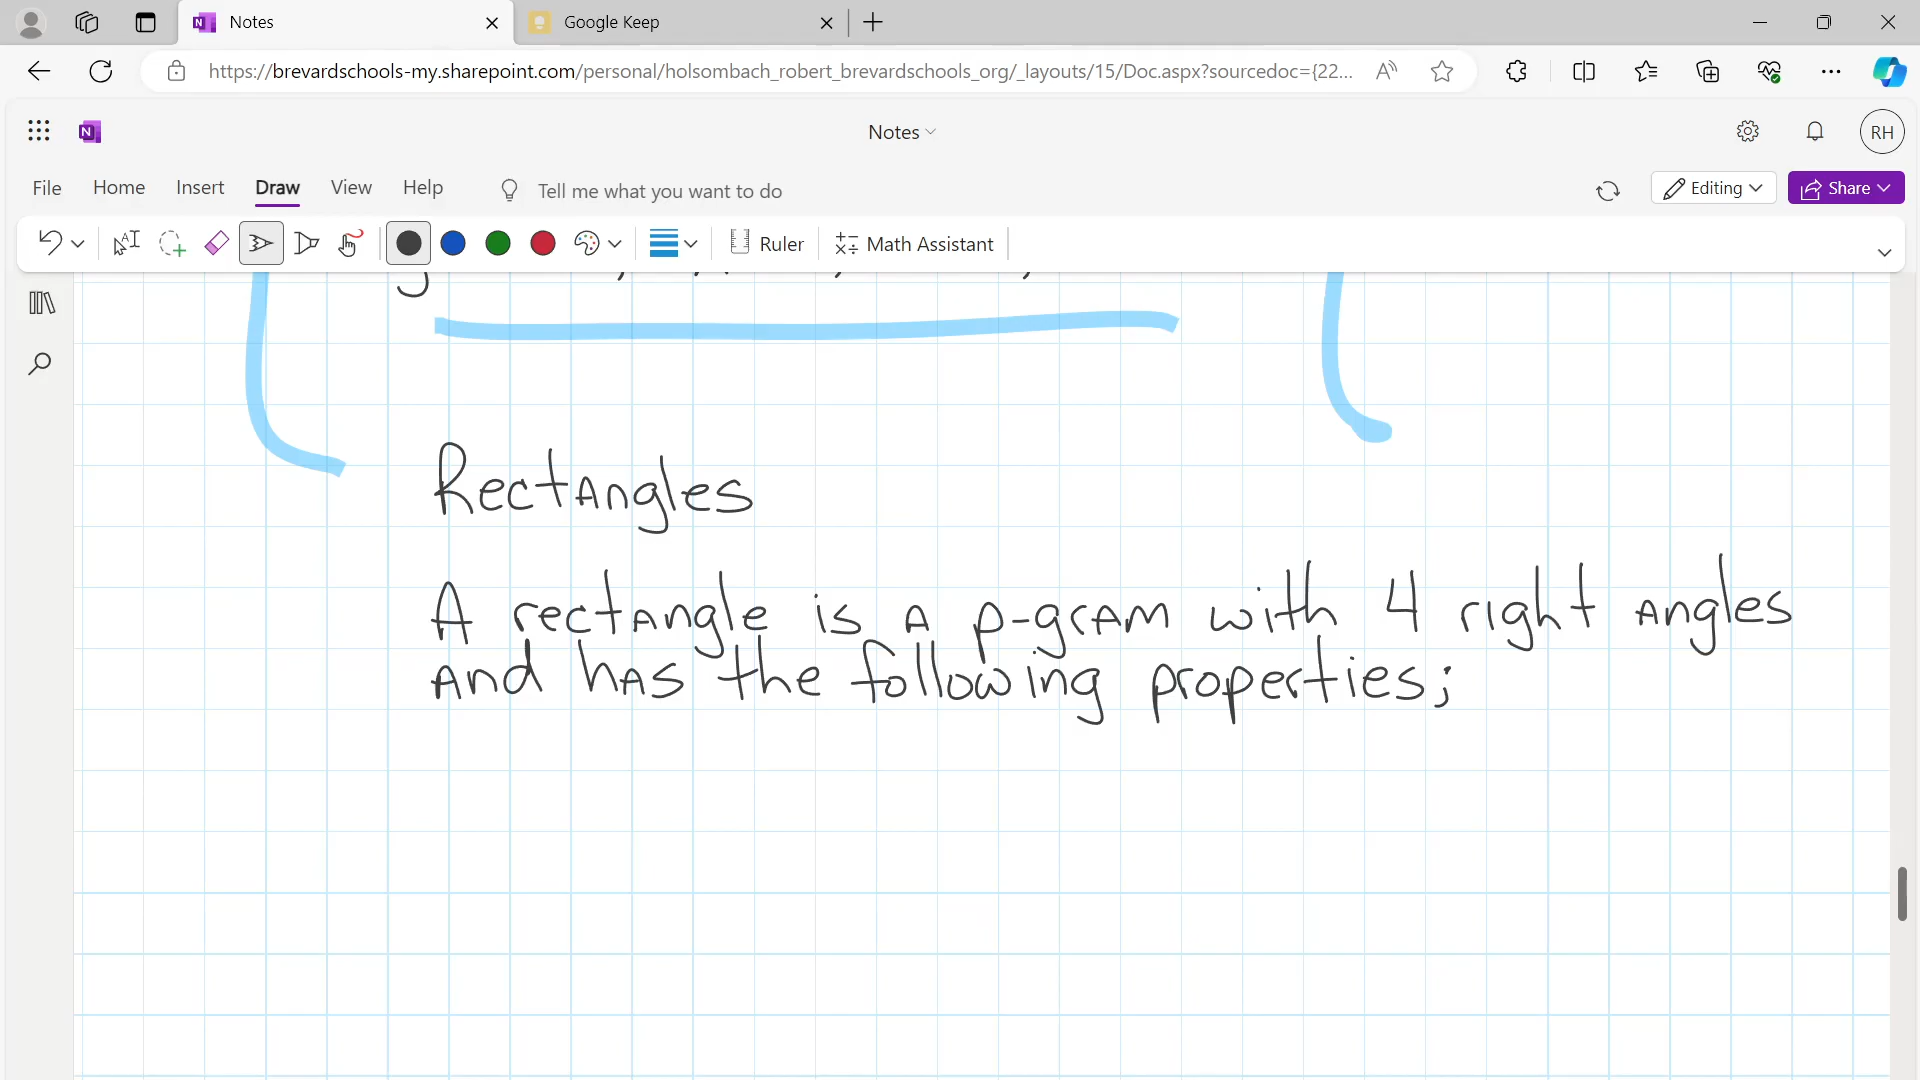 Notes
Google Keep
https://brevardschools-my.sharepoint.com/personal/holsombach_robert_brevardschools_org/_layouts/15/Doc.aspx?sourcedoc={22...
Notes
RH
File Home Insert Draw View Help Tell me what you want to do Editing Share
Ruler Math Assistant
Rectangles
A rectangle is a p-gram with 4 right angles
and has the following properties;